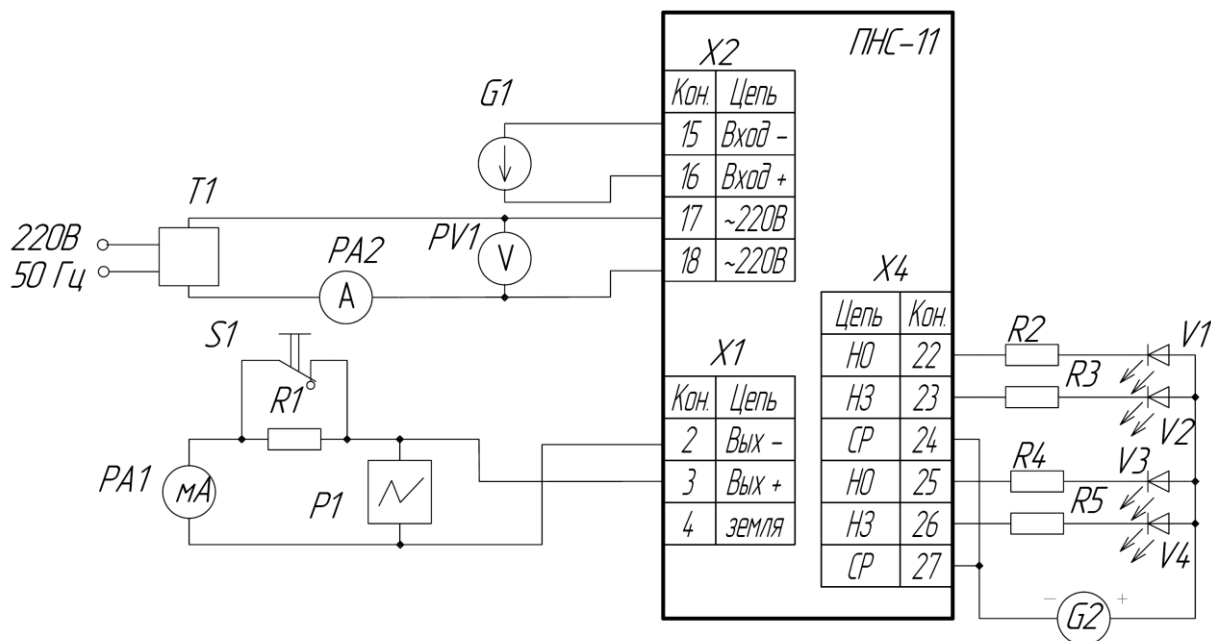 ПНС-11
X2
Кон. Цепь
15 Вход -
16 Вход +
17 ~220В
18 ~220В
G1
T1
220В
50 Гц
PA2
A
PV1
V
S1
R1
PA1
мА
P1
X1
Кон. Цепь
2 Вых -
3 Вых +
4 земля
X4
Цепь Кон.
НО 22
НЗ 23
СР 24
НО 25
НЗ 26
СР 27
R2
V1
R3
V2
R4
V3
R5
V4
- G2 +